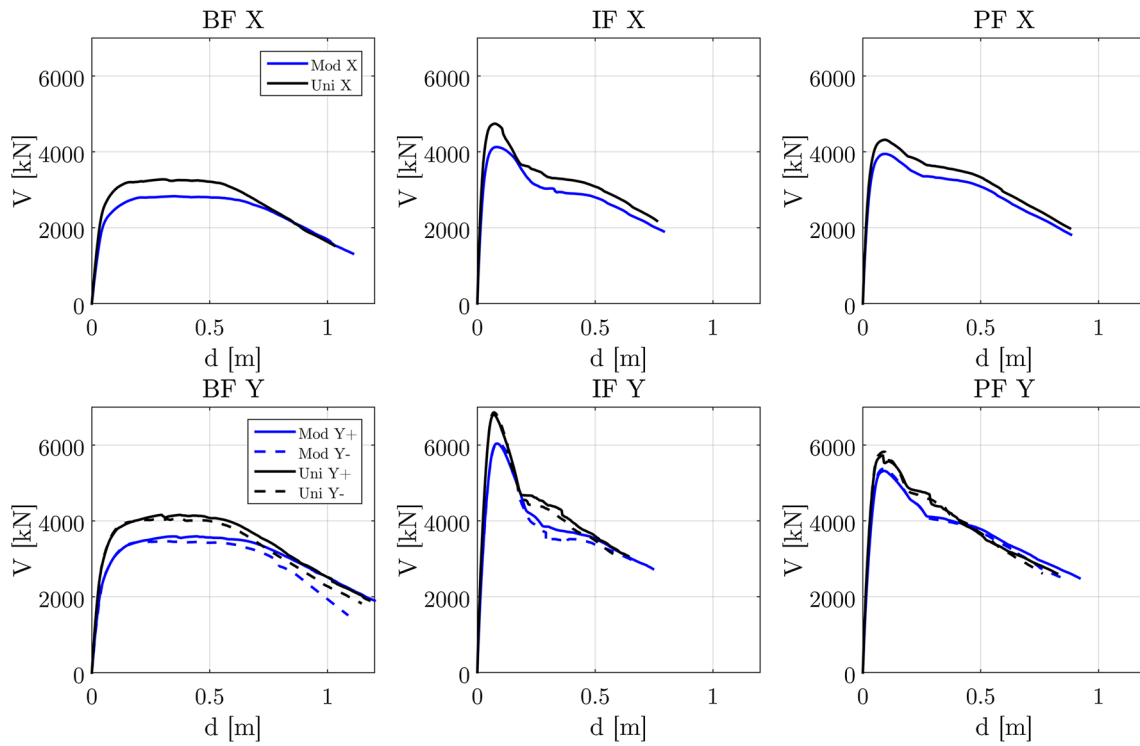 BF X
V [kN]
6000
4000
2000
0
Mod X
Uni X
0 0.5 1
d [m]
IF X
V [kN]
6000
4000
2000
0
0 0.5 1
d [m]
PF X
V [kN]
6000
4000
2000
0
0 0.5 1
d [m]
BF Y
V [kN]
6000
4000
2000
0
Mod Y+
Mod Y-
Uni Y+
Uni Y-
0 0.5 1
d [m]
IF Y
V [kN]
6000
4000
2000
0
0 0.5 1
d [m]
PF Y
V [kN]
6000
4000
2000
0
0 0.5 1
d [m]